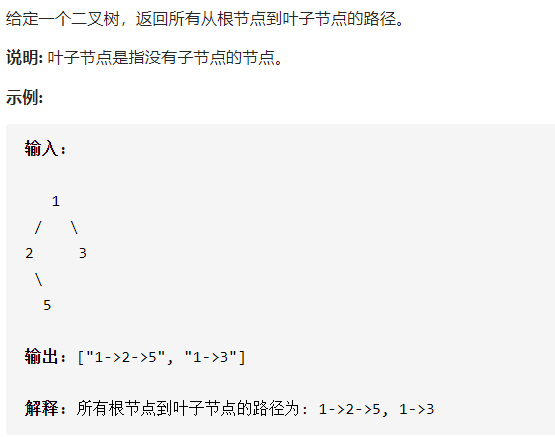 给定一个二叉树，返回所有从根节点到叶子节点的路径。
说明: 叶子节点是指没有子节点的节点。
示例:
输入:
   1
 /   \
2     3
 \
  5
输出: ["1->2->5", "1->3"]
解释: 所有根节点到叶子节点的路径为: 1->2->5, 1->3